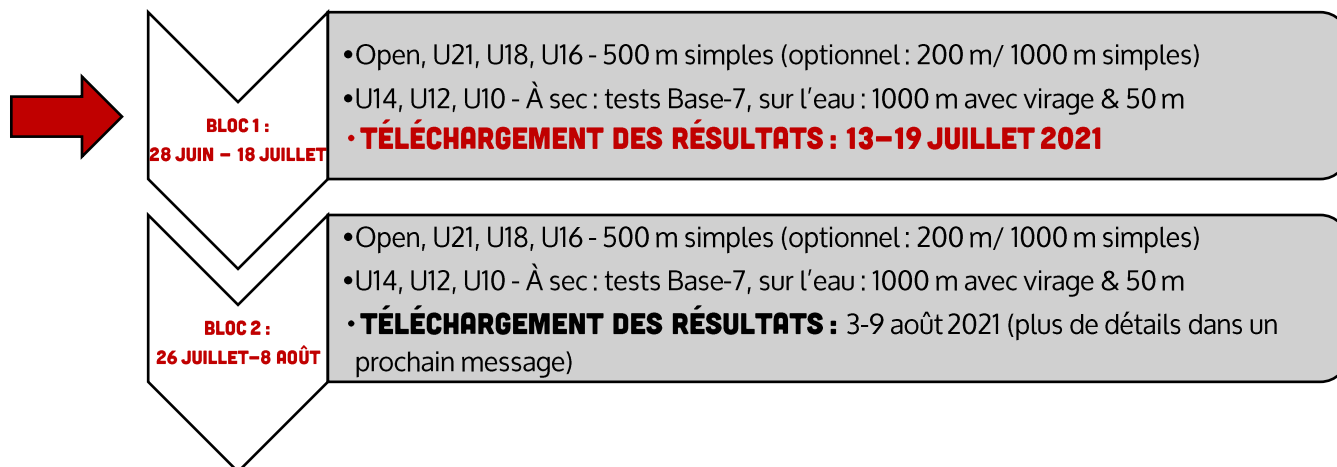 •Open, U21, U18, U16 - 500 m simples (optionnel : 200 m/ 1000 m simples)
•U14, U12, U10 - À sec : tests Base-7, sur l'eau : 1000 m avec virage & 50 m
• TÉLÉCHARGEMENT DES RÉSULTATS : 13–19 JUILLET 2021
BLOC 1 :
28 JUIN – 18 JUILLET
•Open, U21, U18, U16 - 500 m simples (optionnel : 200 m/ 1000 m simples)
•U14, U12, U10 - À sec : tests Base-7, sur l'eau : 1000 m avec virage & 50 m
• TÉLÉCHARGEMENT DES RÉSULTATS : 3-9 août 2021 (plus de détails dans un
prochain message)
BLOC 2 :
26 JUILLET–8 AOÛT